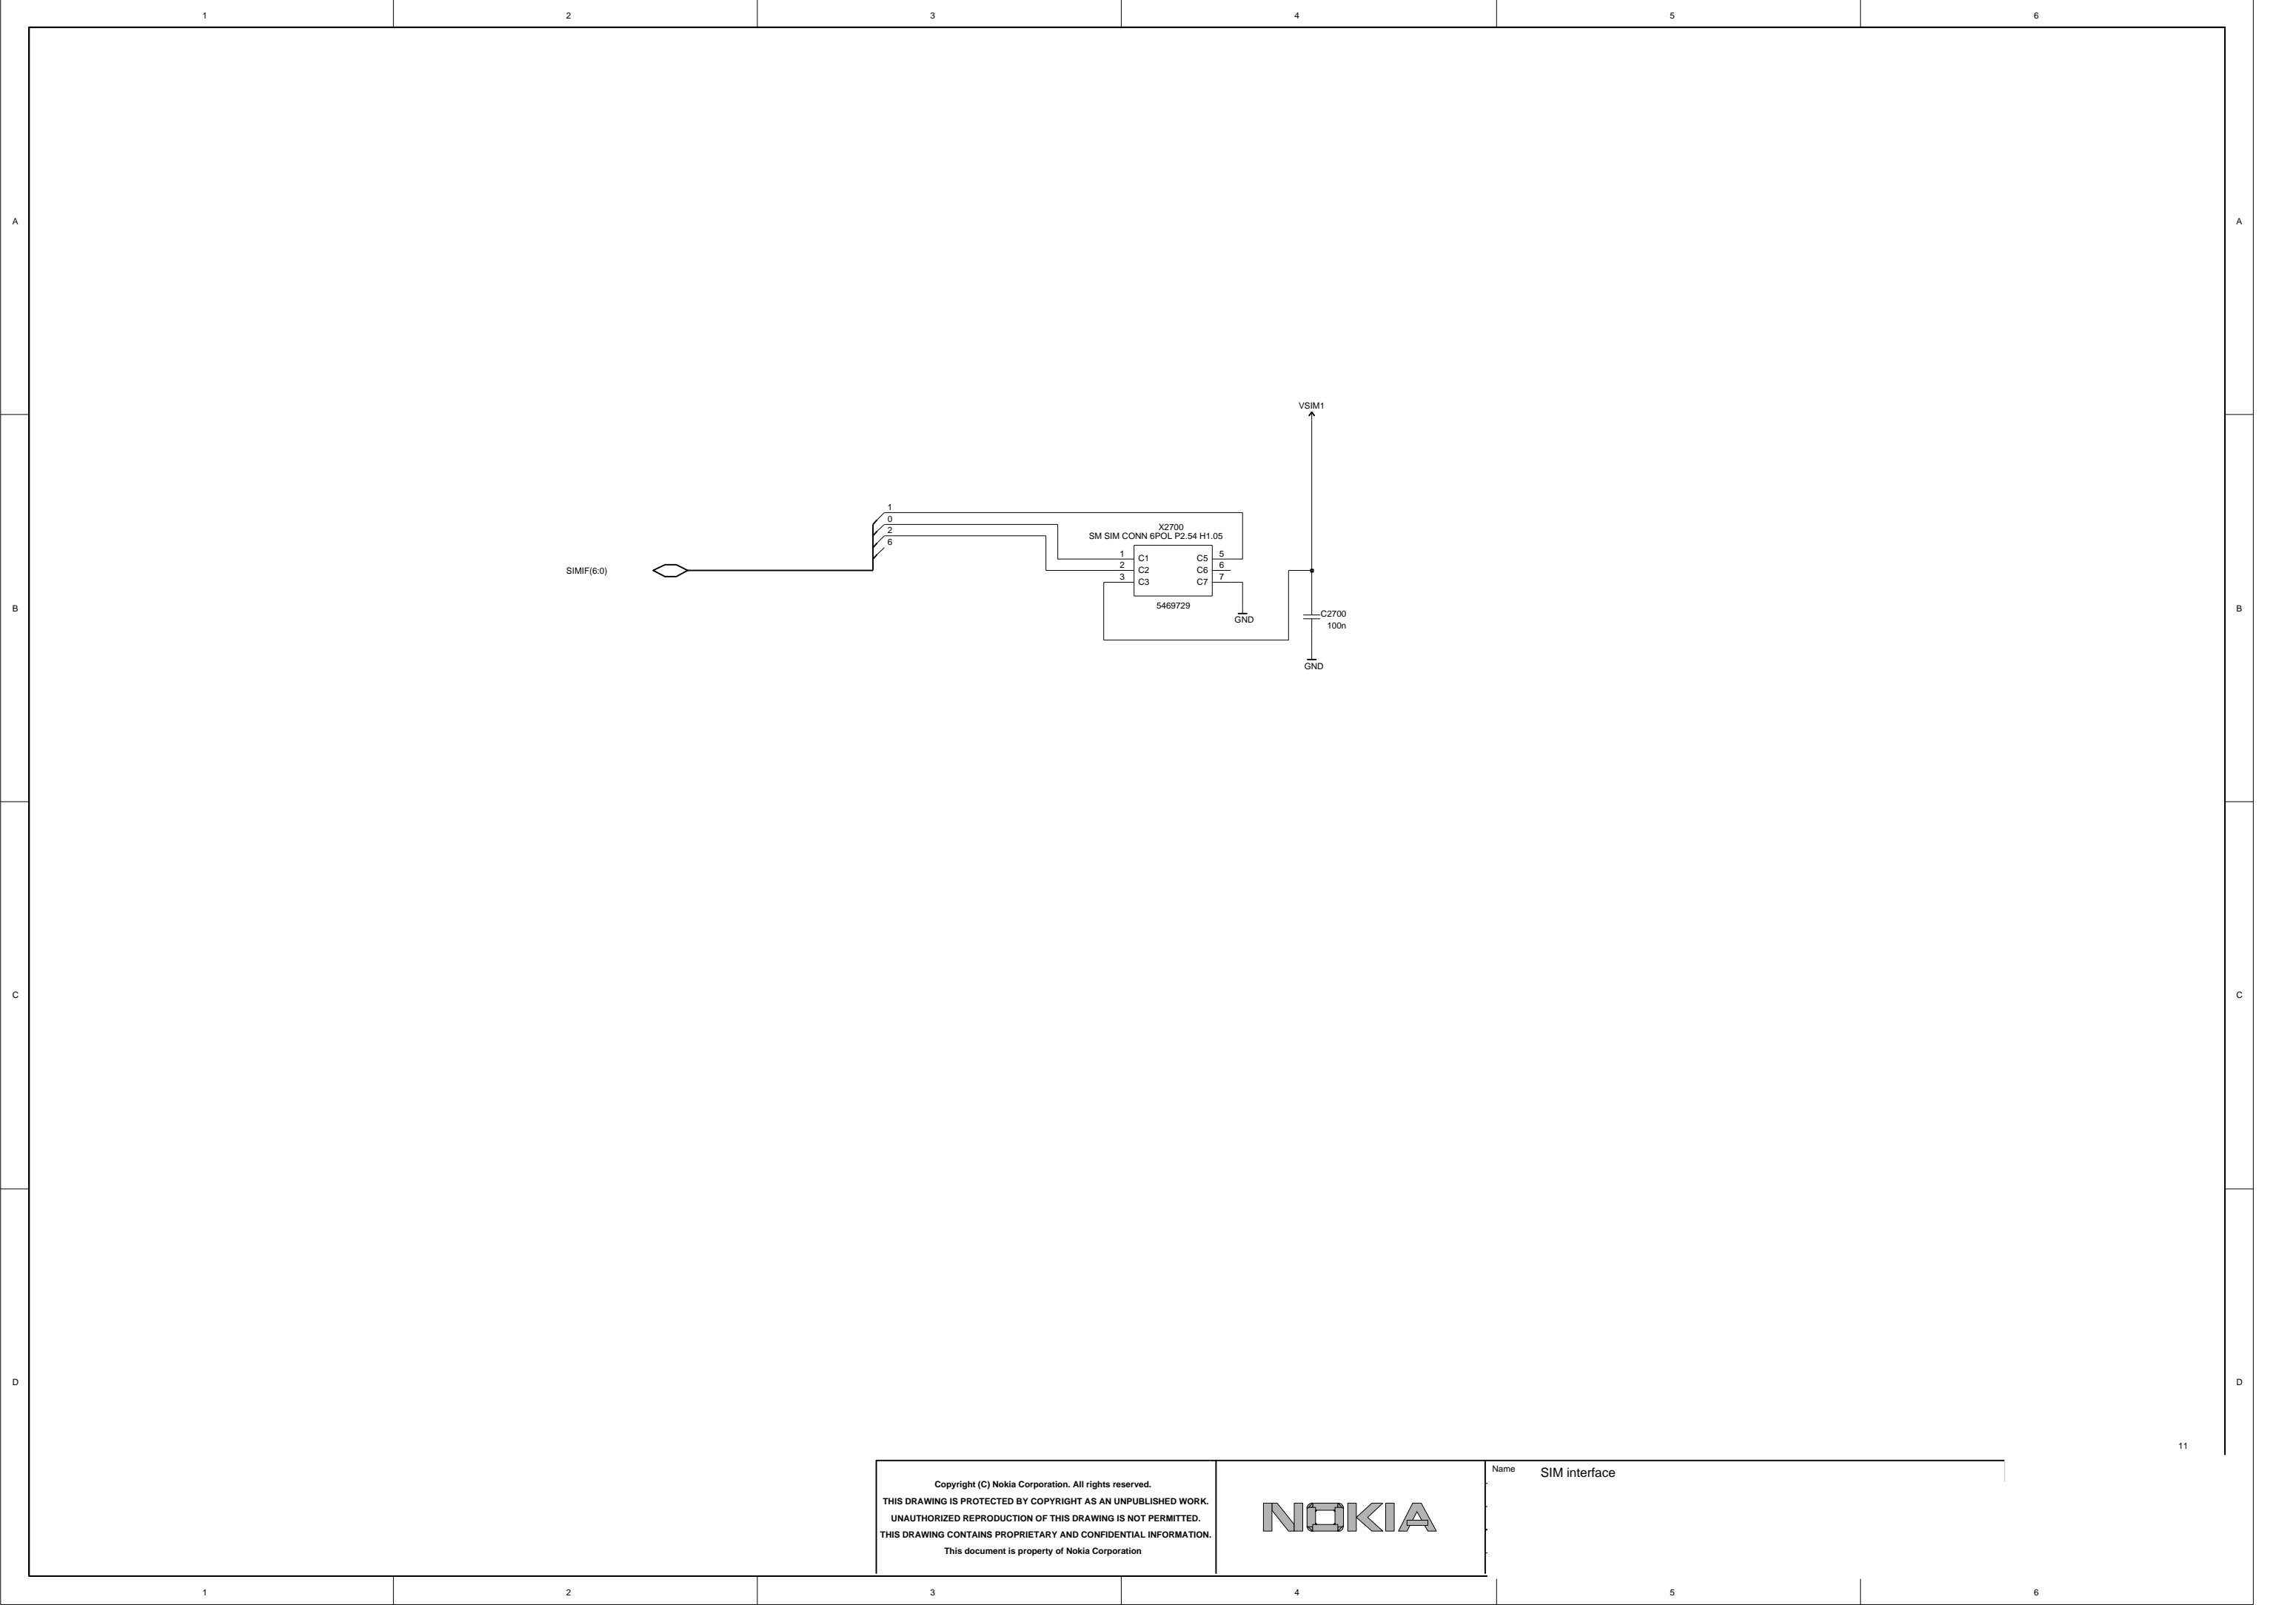 1 2 3 4 5 6
A A
VSIM1
1
0
2
6
X2700
SM SIM CONN 6POL P2.54 H1.05
1 C1 C5 5
2 C2 C6 6
3 C3 C7 7
SIMIF(6:0)
5469729
B B
GND
C2700
100n
GND
C C
D D
11
Copyright (C) Nokia Corporation. All rights reserved.
THIS DRAWING IS PROTECTED BY COPYRIGHT AS AN UNPUBLISHED WORK.
UNAUTHORIZED REPRODUCTION OF THIS DRAWING IS NOT PERMITTED.
THIS DRAWING CONTAINS PROPRIETARY AND CONFIDENTIAL INFORMATION.
This document is property of Nokia Corporation
NOKIA
Name SIM interface
1 2 3 4 5 6